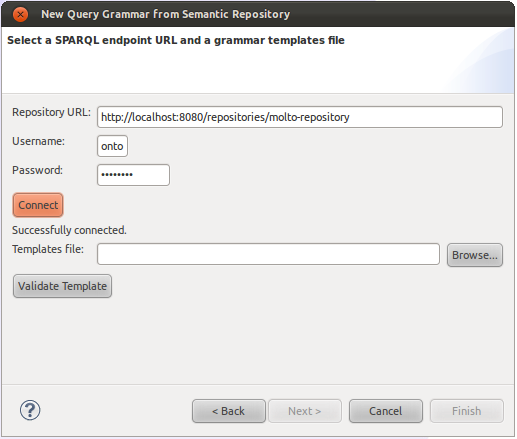 New Query Grammar from Semantic Repository
Select a SPARQL endpoint URL and a grammar templates file
Repository URL: http://localhost:8080/repositories/molto-repository
Username: onto
Password: ••••••••
Connect
Successfully connected.
Templates file: Browse...
Validate Template
? < Back Next > Cancel Finish